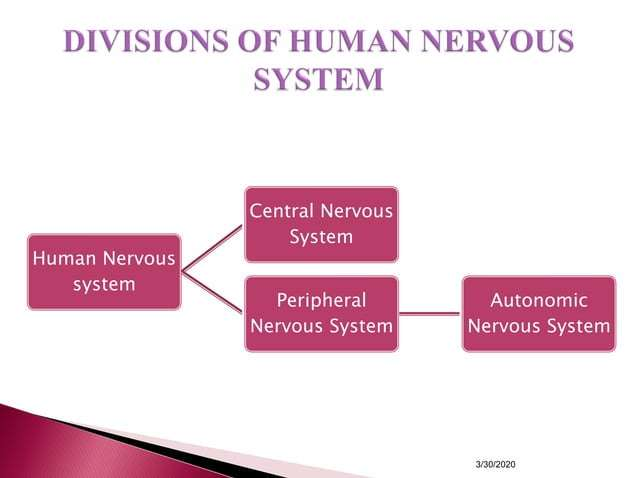 DIVISIONS OF HUMAN NERVOUS
SYSTEM
Central Nervous
System
Human Nervous
system
Peripheral
Nervous System
Autonomic
Nervous System
3/30/2020